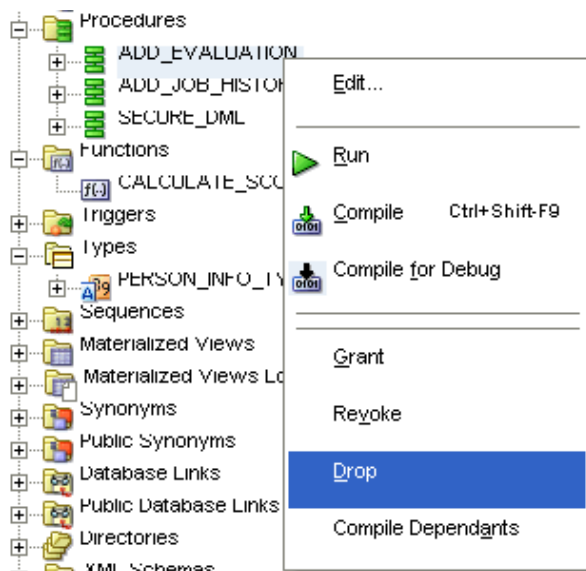 Procedures
ADD_EVALUATION
ADD_JOB_HISTOR
SECURE_DML
Functions
CALCULATE_SCO
Triggers
Types
PERSON_INFO_TY
Sequences
Materialized Views
Materialized Views Lo
Synonyms
Public Synonyms
Database Links
Public Database Links
Directories
XML Schemas
Edit...
Run
Compile Ctrl+Shift-F9
Compile for Debug
Grant
Revoke
Drop
Compile Dependants